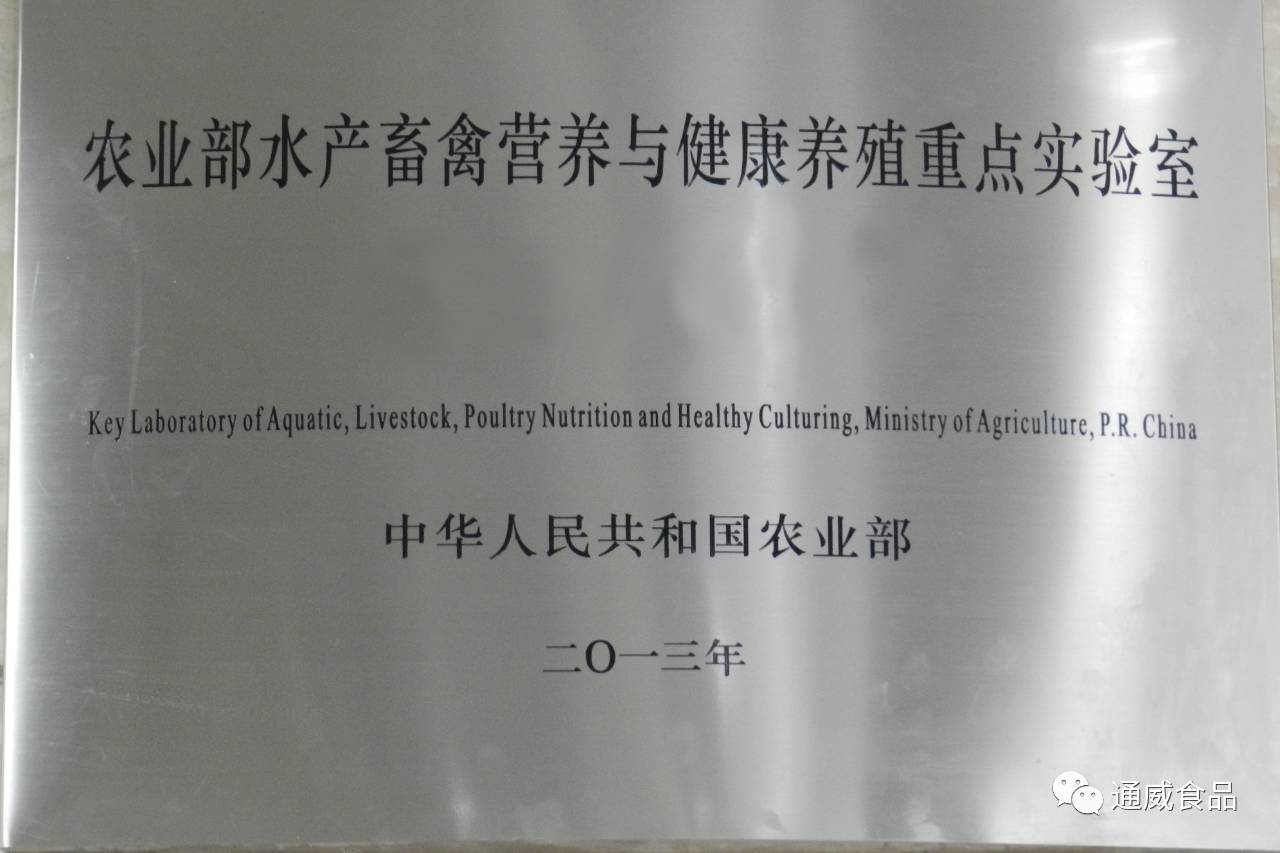 农业部水产畜禽营养与健康养殖重点实验室
Key Laboratory of Aquatic, Livestock, Poultry Nutrition and Healthy Culturing, Ministry of Agriculture, P.R. China
中华人民共和国农业部
二〇一三年
通威食品